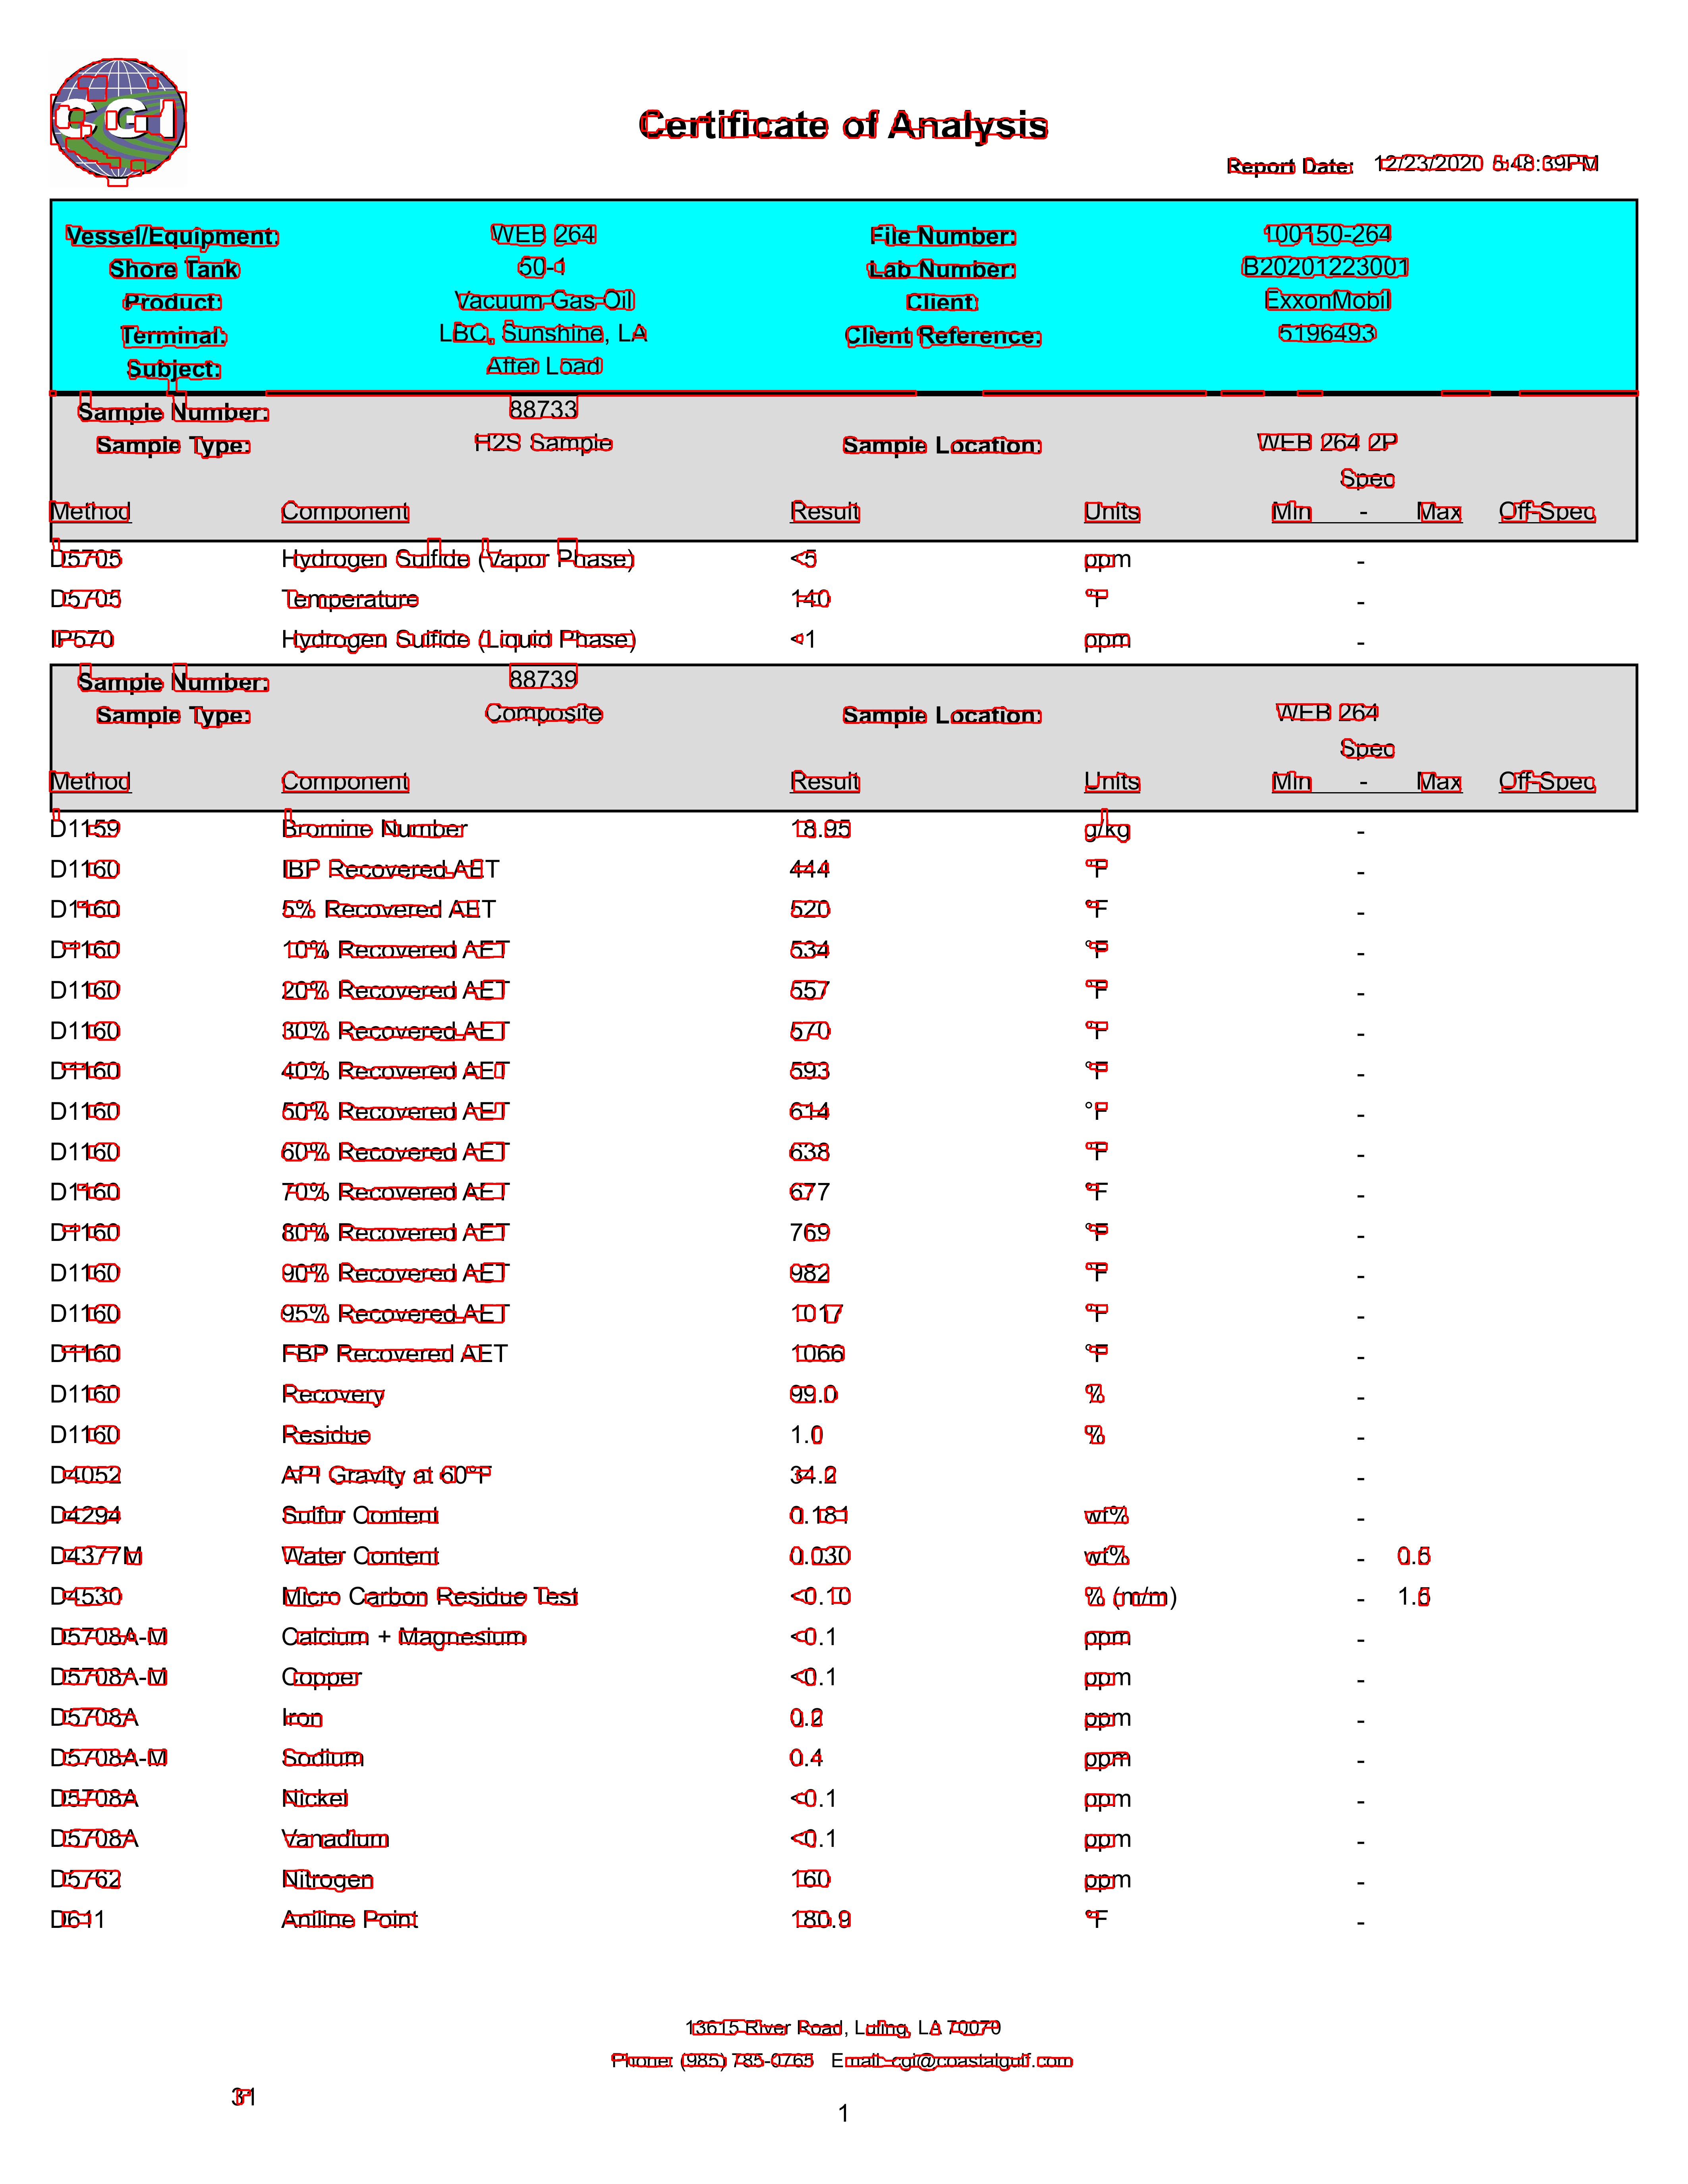 CGI
Certificate of Analysis
Report Date: 12/23/2020 5:48:39PM
Vessel/Equipment: WEB 264 File Number: 100150-264
Shore Tank 50-1 Lab Number: B20201223001
Product: Vacuum Gas Oil Client: ExxonMobil
Terminal: LBC, Sunshine, LA Client Reference: 5196493
Subject: After Load
Sample Number: 88733
Sample Type: H2S Sample Sample Location: WEB 264 2P
Spec
Method Component Result Units Min - Max Off-Spec
D5705 Hydrogen Sulfide (Vapor Phase) <5 ppm -
D5705 Temperature 140 °F -
IP570 Hydrogen Sulfide (Liquid Phase) <1 ppm -
Sample Number: 88739
Sample Type: Composite Sample Location: WEB 264
Spec
Method Component Result Units Min - Max Off-Spec
D1159 Bromine Number 18.95 g/kg -
D1160 IBP Recovered AET 444 °F -
D1160 5% Recovered AET 520 °F -
D1160 10% Recovered AET 534 °F -
D1160 20% Recovered AET 557 °F -
D1160 30% Recovered AET 570 °F -
D1160 40% Recovered AET 593 °F -
D1160 50% Recovered AET 614 °F -
D1160 60% Recovered AET 638 °F -
D1160 70% Recovered AET 677 °F -
D1160 80% Recovered AET 769 °F -
D1160 90% Recovered AET 982 °F -
D1160 95% Recovered AET 1017 °F -
D1160 FBP Recovered AET 1066 °F -
D1160 Recovery 99.0 % -
D1160 Residue 1.0 % -
D4052 API Gravity at 60°F 34.2 -
D4294 Sulfur Content 0.181 wt% -
D4377M Water Content 0.030 wt% - 0.5
D4530 Micro Carbon Residue Test <0.10 % (m/m) - 1.5
D5708A-M Calcium + Magnesium <0.1 ppm -
D5708A-M Copper <0.1 ppm -
D5708A Iron 0.2 ppm -
D5708A-M Sodium 0.4 ppm -
D5708A Nickel <0.1 ppm -
D5708A Vanadium <0.1 ppm -
D5762 Nitrogen 160 ppm -
D611 Aniline Point 180.9 °F -
13615 River Road, Luling, LA 70070
Phone: (985) 785-0765 Email: cgi@coastalgulf.com
31
1